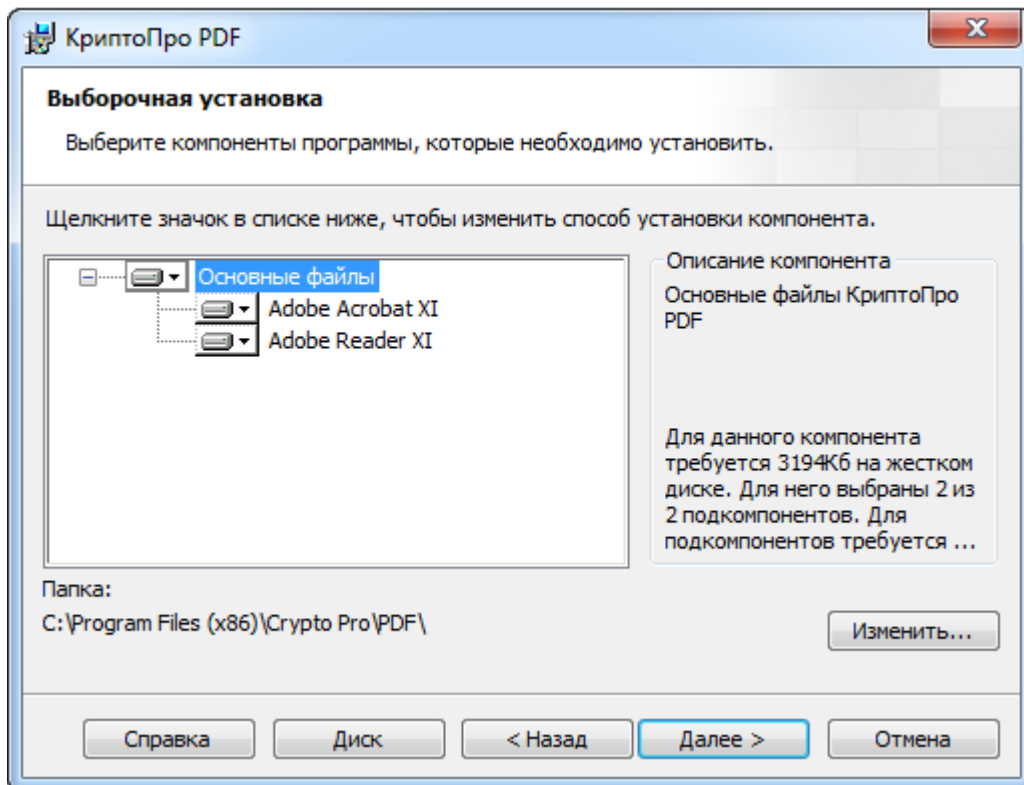 КриптоПро PDF
Выборочная установка
Выберите компоненты программы, которые необходимо установить.
Щелкните значок в списке ниже, чтобы изменить способ установки компонента.
Основные файлы
Adobe Acrobat XI
Adobe Reader XI
Описание компонента
Основные файлы КриптоПро
PDF
Для данного компонента
требуется 3194Кб на жестком
диске. Для него выбраны 2 из
2 подкомпонентов. Для
подкомпонентов требуется ...
Папка:
C:\Program Files (x86)\Crypto Pro\PDF\
Изменить...
Справка
Диск
< Назад
Далее >
Отмена